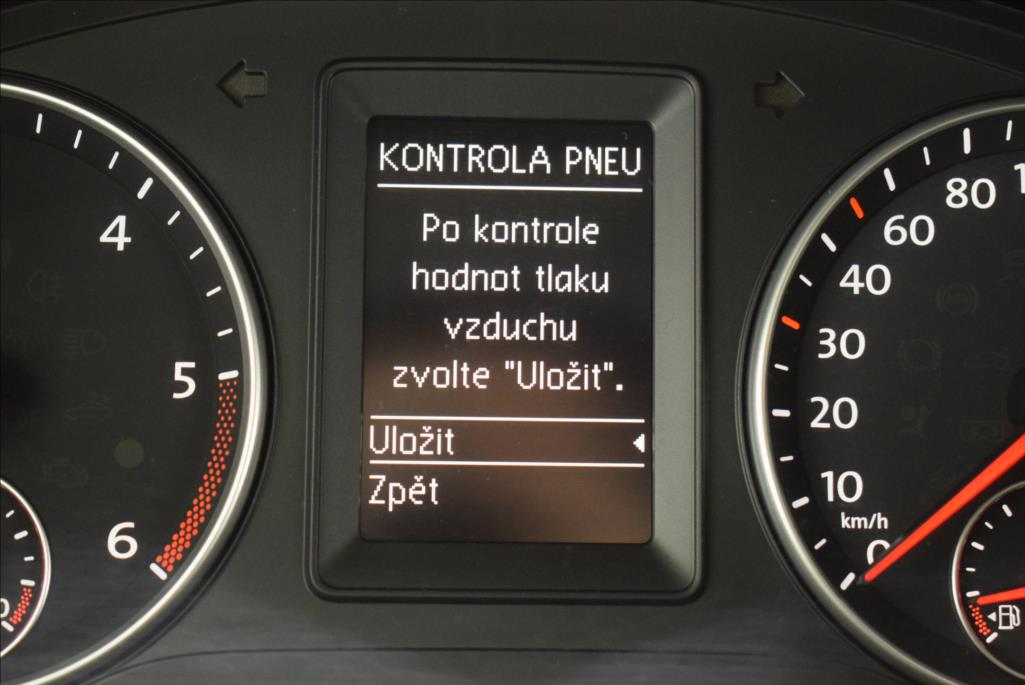 KONTROLA PNEU
Po kontrole
hodnot tlaku
vzduchu
zvolte "Uložit".
Uložit
Zpět
4
5
6
80
60
40
30
20
10
km/h
0